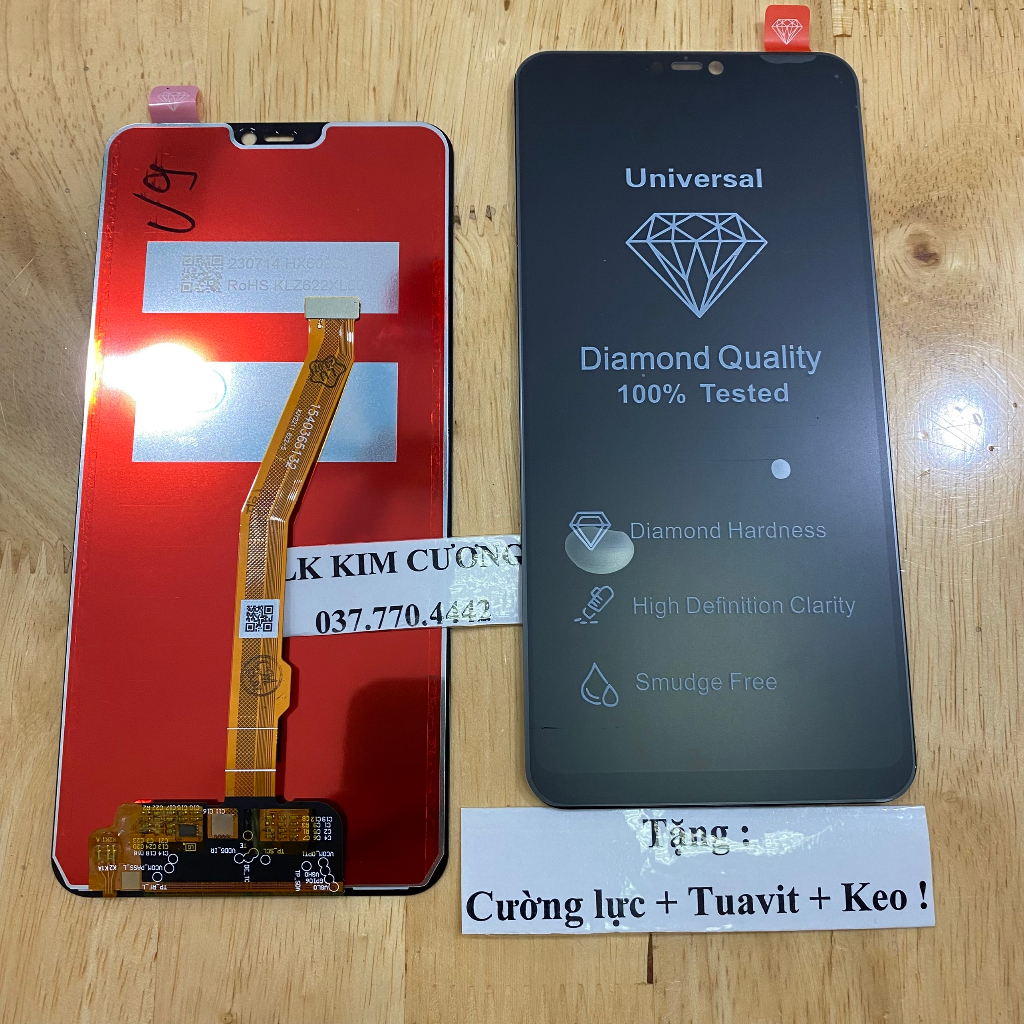 V9
230714 HX
RoHS KLZ622XL
1540365132
LK KIM CƯƠNG
037.770.4442
Universal
Diamond Quality
100% Tested
Diamond Hardness
High Definition Clarity
Smudge Free
Tặng :
Cường lực + Tuavit + Keo !